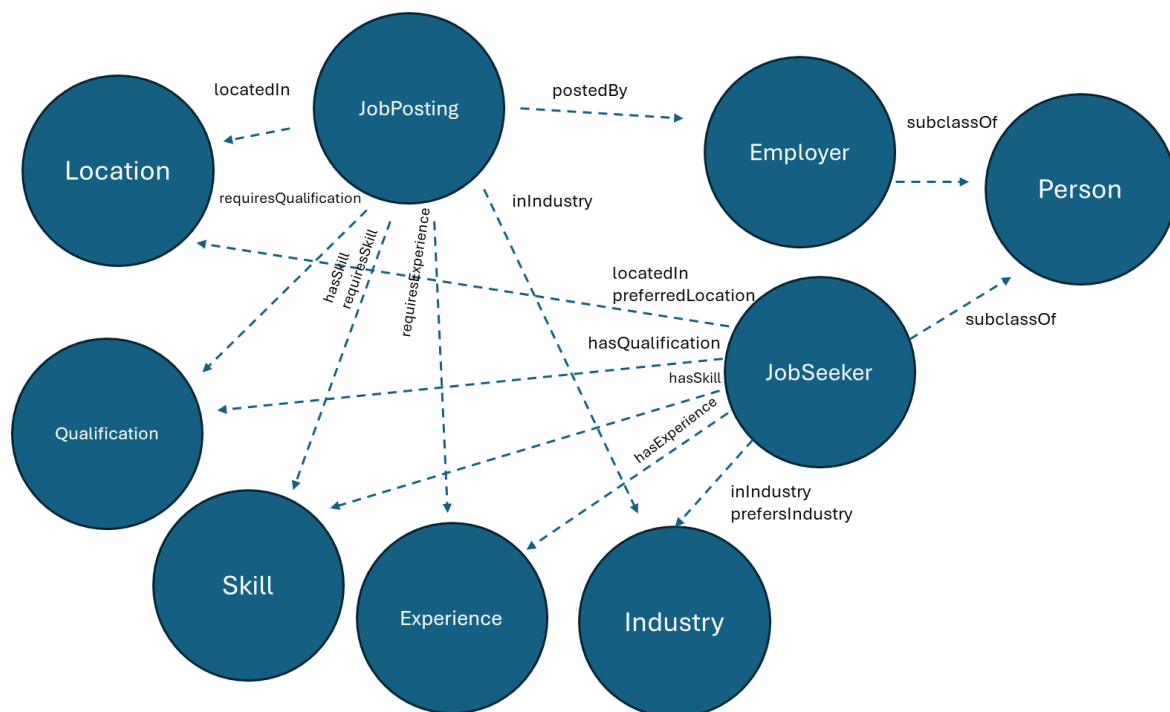 locatedIn
JobPosting
postedBy
Location
Employer
subclassOf
Person
requiresQualification
inIndustry
hasSkill
requiresSkill
requiresExperience
locatedIn
preferredLocation
subclassOf
hasQualification
JobSeeker
hasSkill
hasExperience
Qualification
inIndustry
prefersIndustry
Skill
Experience
Industry